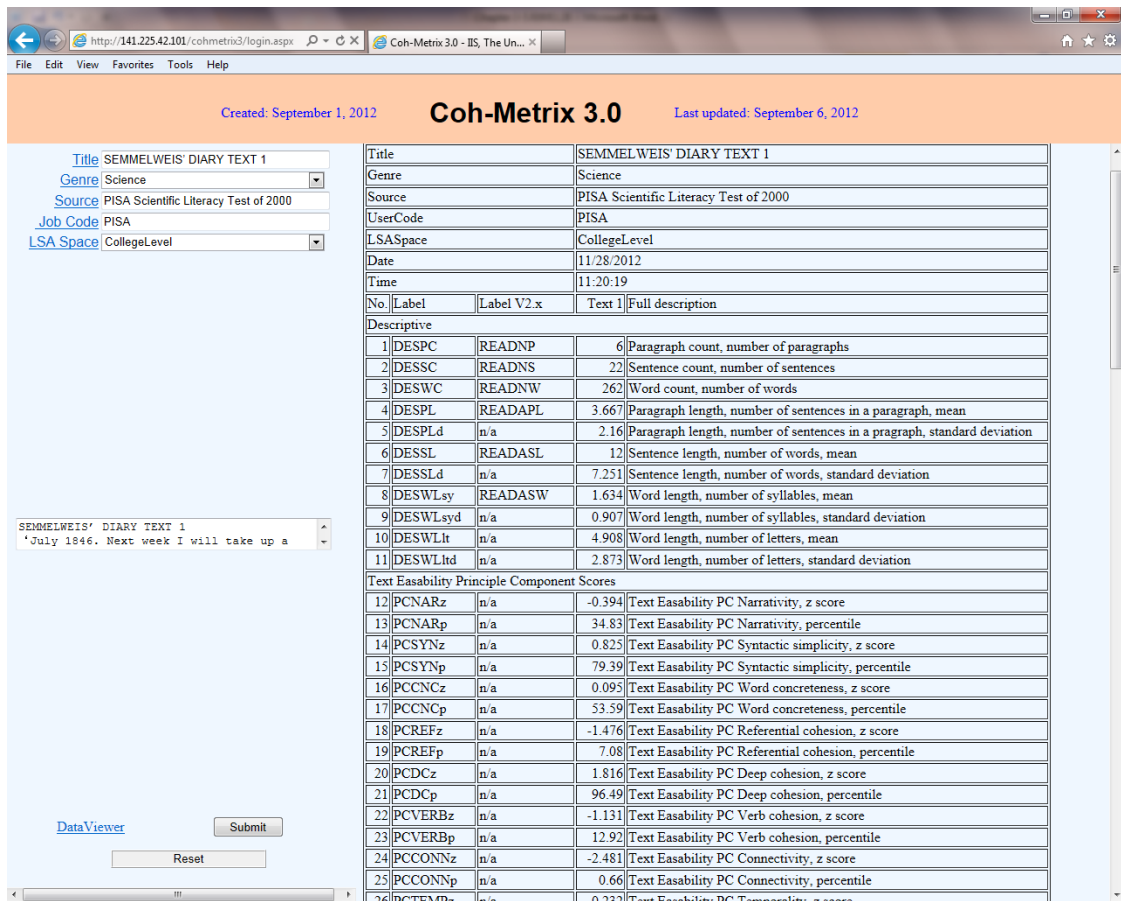 http://141.225.42.101/cohmetrix3/login.aspx
Coh-Metrix 3.0 - IIS, The Un...
File Edit View Favorites Tools Help
Created: September 1, 2012 Coh-Metrix 3.0 Last updated: September 6, 2012
Title SEMMELWEIS' DIARY TEXT 1
Genre Science
Source PISA Scientific Literacy Test of 2000
Job Code PISA
LSA Space CollegeLevel
SEMMELWEIS' DIARY TEXT 1
'July 1846. Next week I will take up a
DataViewer Submit
Reset
Title SEMMELWEIS' DIARY TEXT 1
Genre Science
Source PISA Scientific Literacy Test of 2000
UserCode PISA
LSASpace CollegeLevel
Date 11/28/2012
Time 11:20:19
No. Label Label V2.x Text 1 Full description
Descriptive
1 DESPC READNP 6 Paragraph count, number of paragraphs
2 DESSC READNS 22 Sentence count, number of sentences
3 DESWC READNW 262 Word count, number of words
4 DESPL READAPL 3.667 Paragraph length, number of sentences in a paragraph, mean
5 DESPLd n/a 2.16 Paragraph length, number of sentences in a pragraph, standard deviation
6 DESSL READASL 12 Sentence length, number of words, mean
7 DESSLd n/a 7.251 Sentence length, number of words, standard deviation
8 DESWLsy READASW 1.634 Word length, number of syllables, mean
9 DESWLsyd n/a 0.907 Word length, number of syllables, standard deviation
10 DESWLlt n/a 4.908 Word length, number of letters, mean
11 DESWLltd n/a 2.873 Word length, number of letters, standard deviation
Text Easability Principle Component Scores
12 PCNARz n/a -0.394 Text Easability PC Narrativity, z score
13 PCNARp n/a 34.83 Text Easability PC Narrativity, percentile
14 PCSYNz n/a 0.825 Text Easability PC Syntactic simplicity, z score
15 PCSYNp n/a 79.39 Text Easability PC Syntactic simplicity, percentile
16 PCCNCz n/a 0.095 Text Easability PC Word concreteness, z score
17 PCCNCp n/a 53.59 Text Easability PC Word concreteness, percentile
18 PCREFz n/a -1.476 Text Easability PC Referential cohesion, z score
19 PCREFp n/a 7.08 Text Easability PC Referential cohesion, percentile
20 PCDCz n/a 1.816 Text Easability PC Deep cohesion, z score
21 PCDCp n/a 96.49 Text Easability PC Deep cohesion, percentile
22 PCVERBz n/a -1.131 Text Easability PC Verb cohesion, z score
23 PCVERBp n/a 12.92 Text Easability PC Verb cohesion, percentile
24 PCCONNz n/a -2.481 Text Easability PC Connectivity, z score
25 PCCONNp n/a 0.66 Text Easability PC Connectivity, percentile
26 PCTEMPz n/a Text Easability PC Temporality, z score